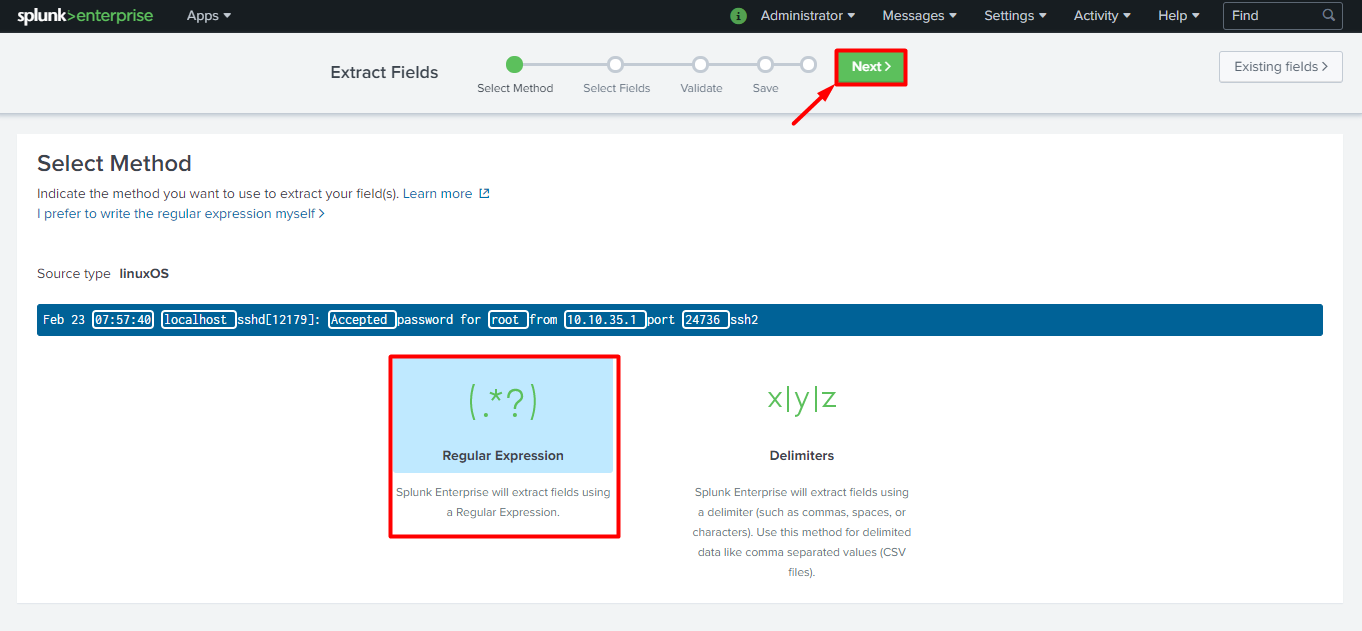 splunk>enterprise Apps Administrator Messages Settings Activity Help Find
Extract Fields
Select Method Select Fields Validate Save
Next >
Existing fields >
Select Method
Indicate the method you want to use to extract your field(s). Learn more
I prefer to write the regular expression myself >
Source type linuxOS
Feb 23 07:57:40 localhost sshd[12179]: Accepted password for root from 10.10.35.1 port 24736 ssh2
(.*?)
Regular Expression
Splunk Enterprise will extract fields using
a Regular Expression.
x|y|z
Delimiters
Splunk Enterprise will extract fields using
a delimiter (such as commas, spaces, or
characters). Use this method for delimited
data like comma separated values (CSV
files).